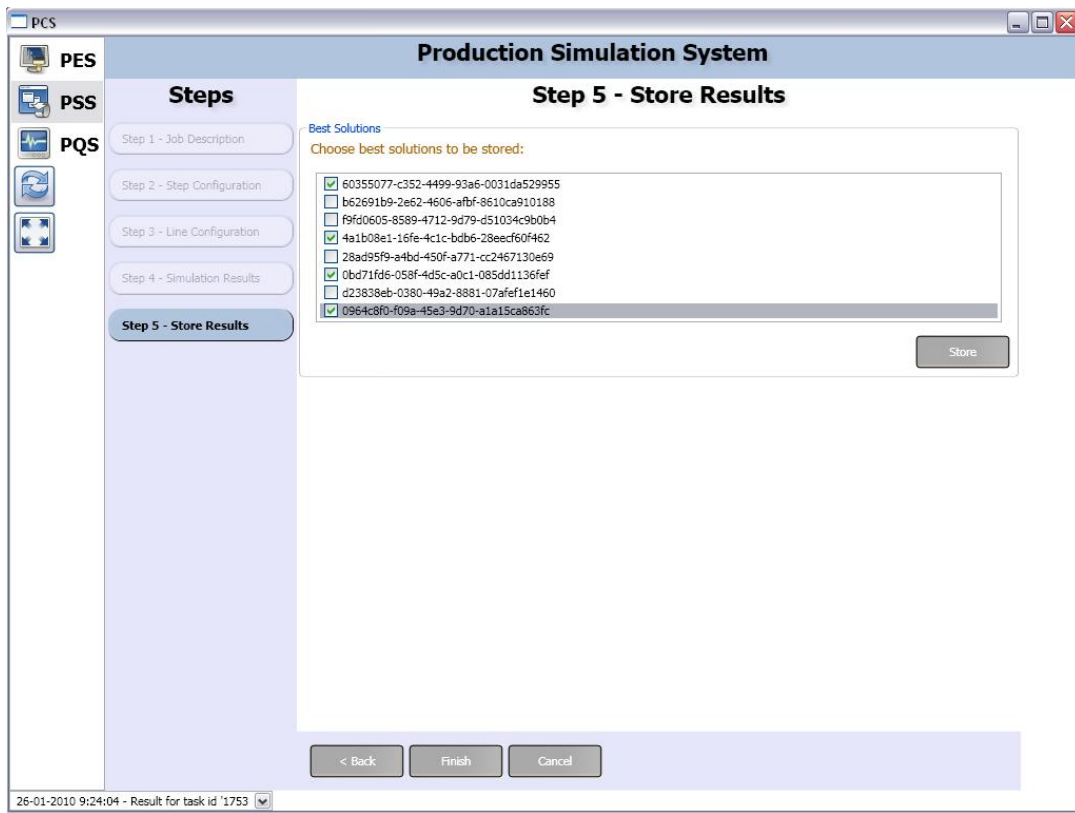 PCS
PES
PSS
PQS
Production Simulation System
Steps
Step 1 - Job Description
Step 2 - Step Configuration
Step 3 - Line Configuration
Step 4 - Simulation Results
Step 5 - Store Results
Step 5 - Store Results
Best Solutions
Choose best solutions to be stored:
60355077-c352-4499-93a6-0031da529955
b62691b9-2e62-4606-afbf-8610ca910188
f9fd0605-8589-4712-9d79-d51034c9b0b4
4a1b08e1-16fe-4c1c-bdb6-28eecf60f462
28ad95f9-a4bd-450f-a771-cc2467130e69
0bd71fd6-058f-4d5c-a0c1-085dd1136fef
d23838eb-0380-49a2-8881-07afef1e1460
0964c8f0-f09a-45e3-9d70-a1a15ca863fc
Store
< Back
Finish
Cancel
26-01-2010 9:24:04 - Result for task id '1753